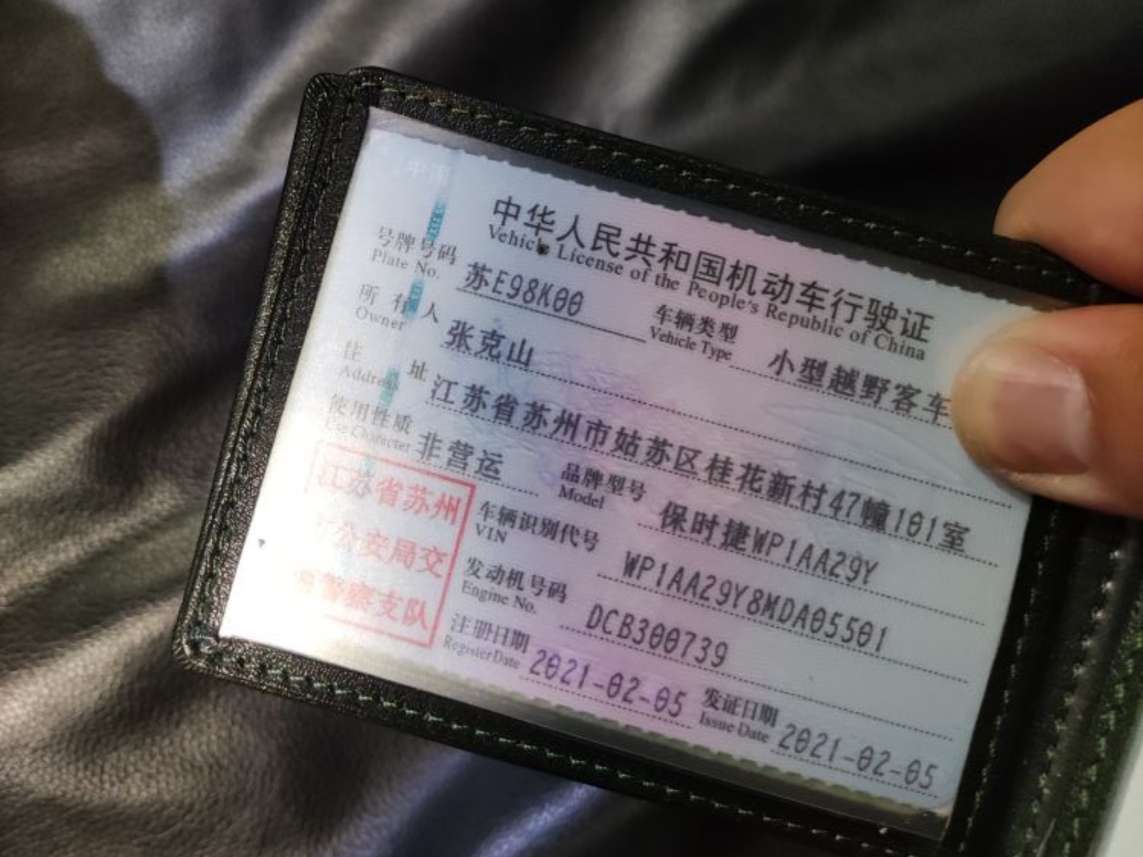 中华人民共和国机动车行驶证
Vehicle License of the People's Republic of China
号牌号码 苏E98K00 车辆类型 小型越野客车
Plate No. Vehicle Type
所有人 张克山
Owner
住址 江苏省苏州市姑苏区桂花新村47幢101室
Address
使用性质 非营运 品牌型号 保时捷WP1AA29Y
Use Character Model
车辆识别代号 WP1AA29Y8MDA05501
VIN
发动机号码 DCB300739
Engine No.
注册日期 2021-02-05 发证日期 2021-02-05
Register Date Issue Date
江苏省苏州
公安局交
警察支队